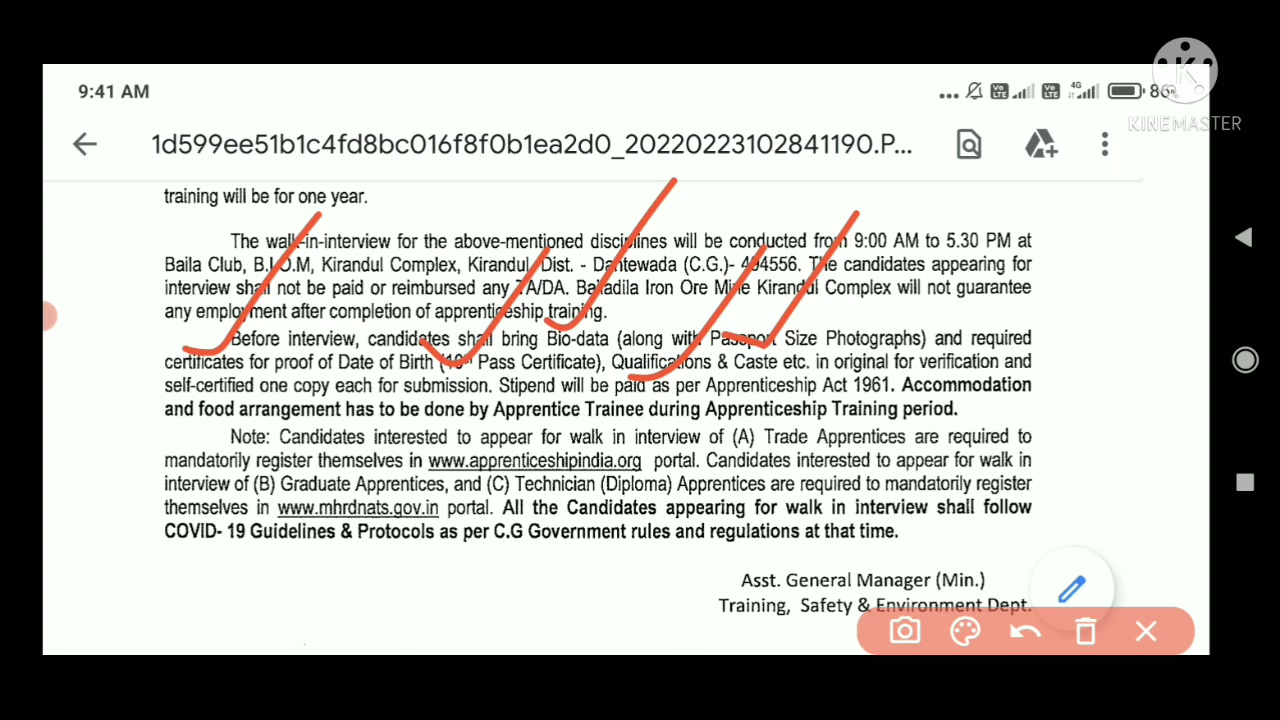 9:41 AM
4G
86%
KINEMASTER
1d599ee51b1c4fd8bc016f8f0b1ea2d0_20220223102841190.P...
training will be for one year.
The walk-in-interview for the above-mentioned disciplines will be conducted from 9:00 AM to 5.30 PM at
Baila Club, B.I.O.M, Kirandul Complex, Kirandul, Dist. - Dantewada (C.G.)- 494556. The candidates appearing for
interview shall not be paid or reimbursed any TA/DA. Bailadila Iron Ore Mine Kirandul Complex will not guarantee
any employment after completion of apprenticeship training.
Before interview, candidates shall bring Bio-data (along with Passport Size Photographs) and required
certificates for proof of Date of Birth (10th Pass Certificate), Qualifications & Caste etc. in original for verification and
self-certified one copy each for submission. Stipend will be paid as per Apprenticeship Act 1961. Accommodation
and food arrangement has to be done by Apprentice Trainee during Apprenticeship Training period.
Note: Candidates interested to appear for walk in interview of (A) Trade Apprentices are required to
mandatorily register themselves in www.apprenticeshipindia.org portal. Candidates interested to appear for walk in
interview of (B) Graduate Apprentices, and (C) Technician (Diploma) Apprentices are required to mandatorily register
themselves in www.mhrdnats.gov.in portal. All the Candidates appearing for walk in interview shall follow
COVID- 19 Guidelines & Protocols as per C.G Government rules and regulations at that time.
Asst. General Manager (Min.)
Training, Safety & Environment Dept.